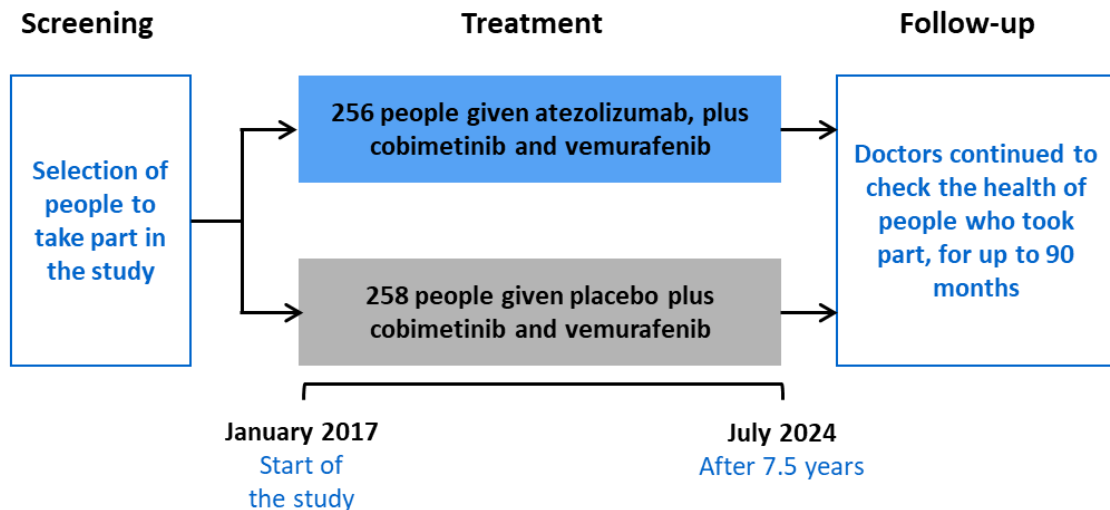 Screening
Treatment
Follow-up
Selection of
people to
take part in
the study
256 people given atezolizumab, plus
cobimetinib and vemurafenib
258 people given placebo plus
cobimetinib and vemurafenib
Doctors continued to
check the health of
people who took
part, for up to 90
months
January 2017
Start of
the study
July 2024
After 7.5 years